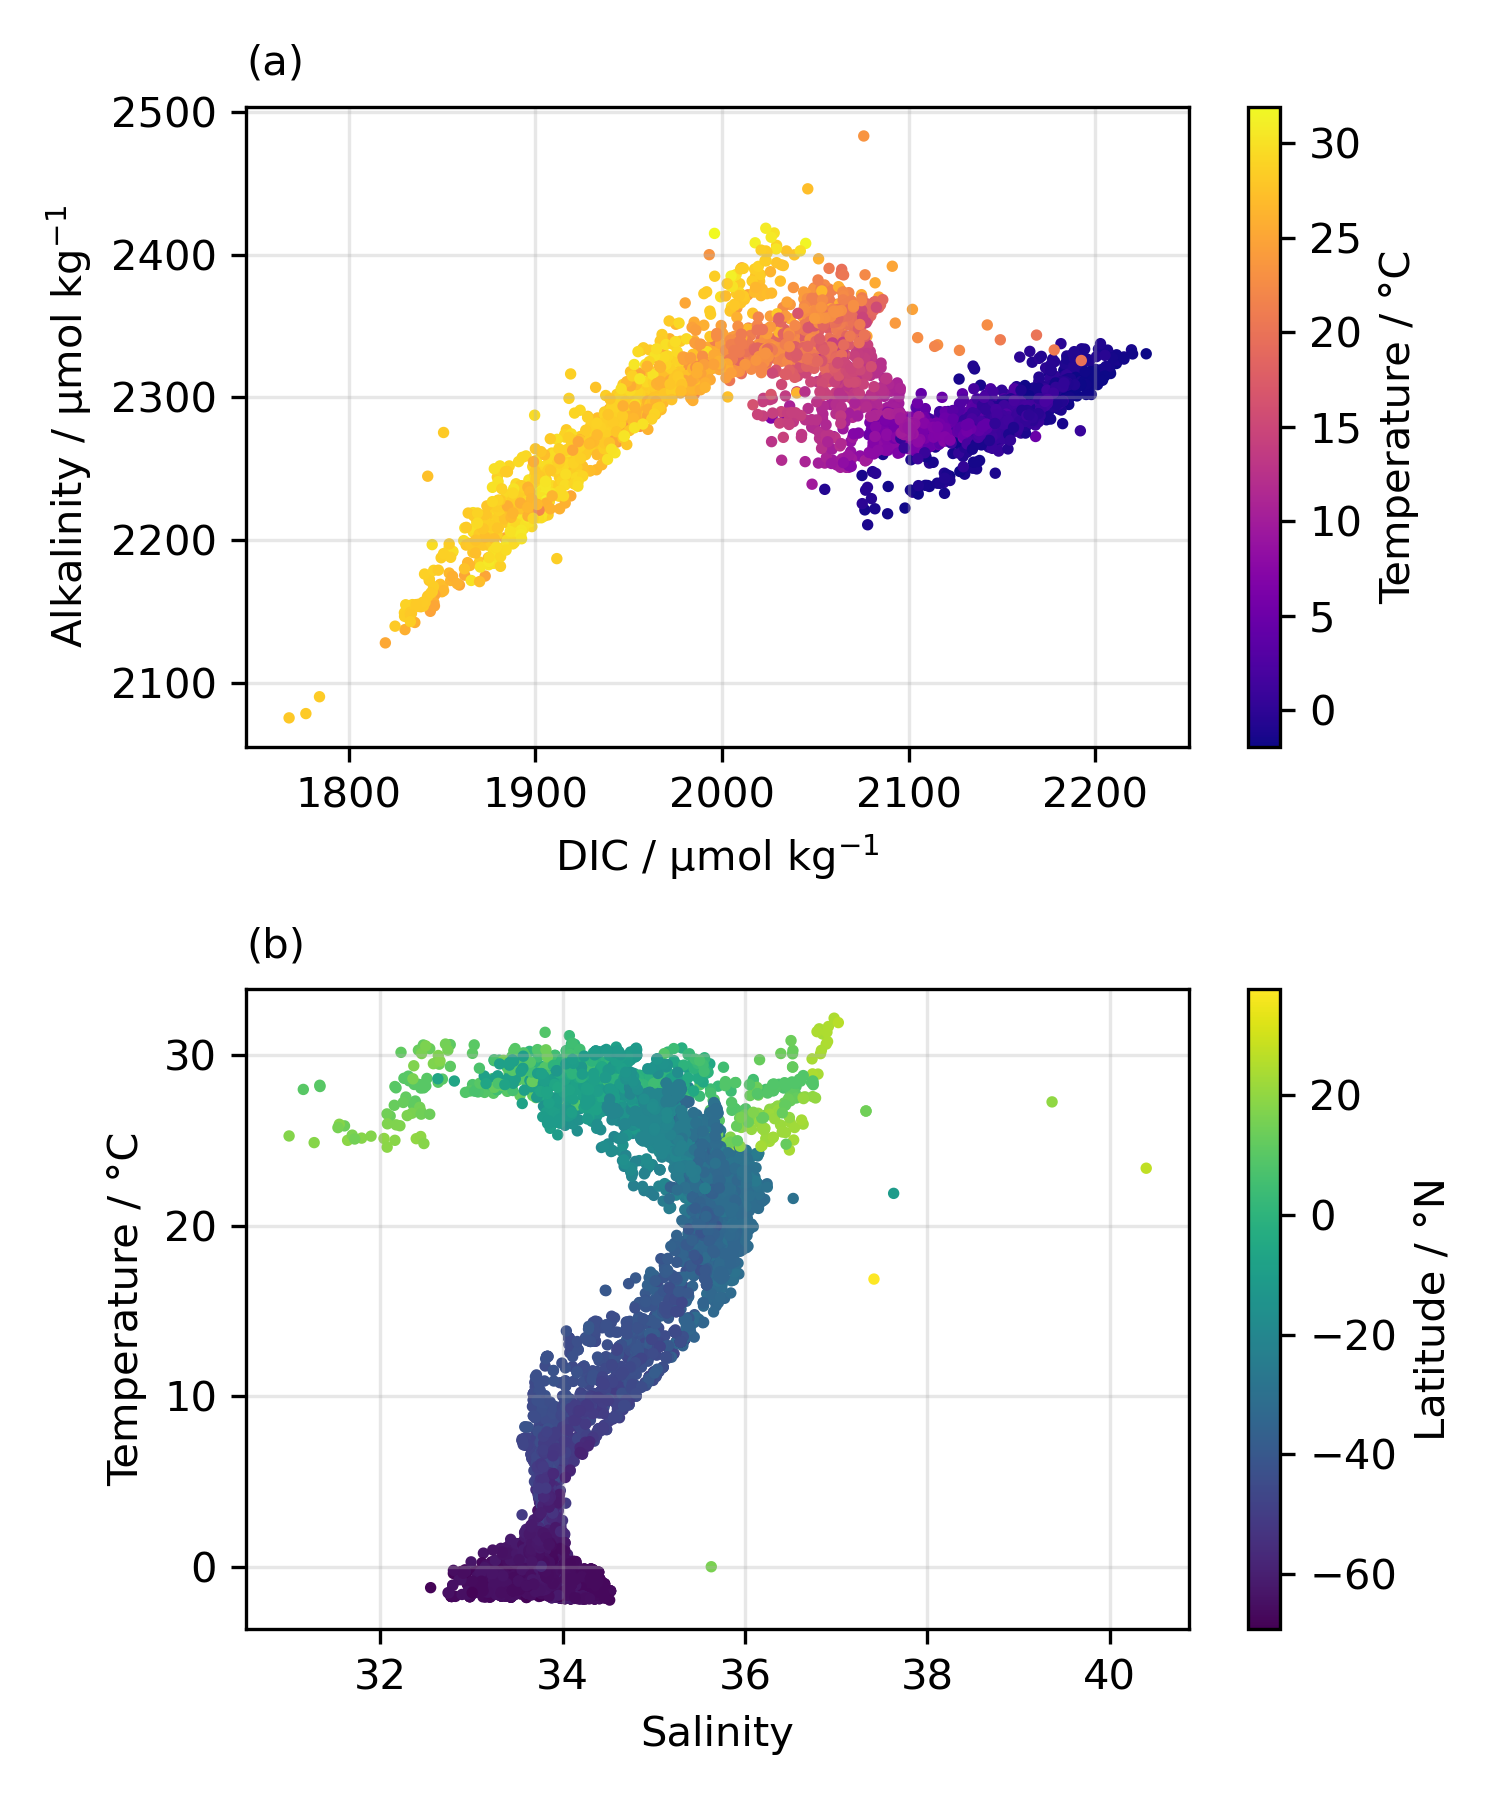 (a)
2500
2400
2300
2200
2100
Alkalinity / µmol kg⁻¹
1800 1900 2000 2100 2200
DIC / µmol kg⁻¹
30
25
20
15
10
5
0
Temperature / °C
(b)
30
20
10
0
Temperature / °C
32 34 36 38 40
Salinity
20
0
−20
−40
−60
Latitude / °N